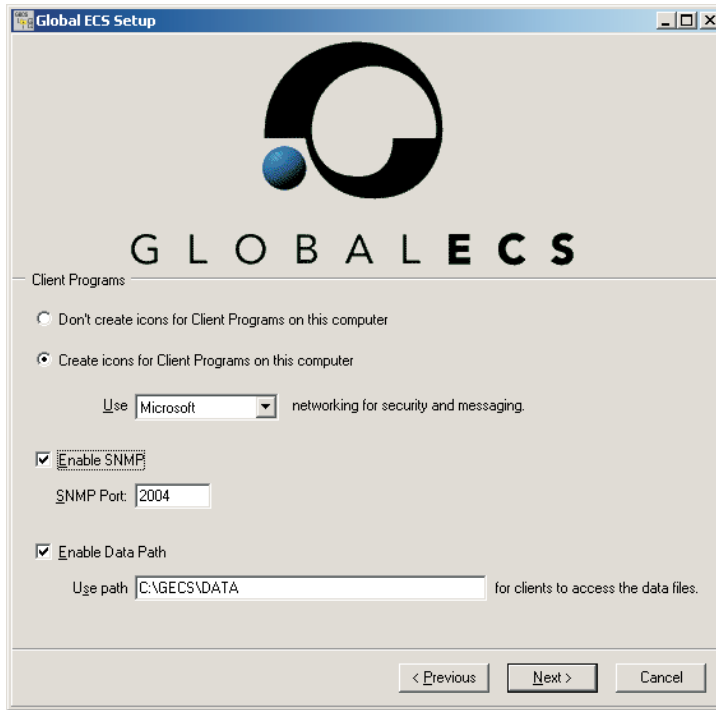 Global ECS Setup
GLOBALECS
Client Programs
Don't create icons for Client Programs on this computer
Create icons for Client Programs on this computer
Use Microsoft networking for security and messaging.
Enable SNMP
SNMP Port: 2004
Enable Data Path
Use path C:\GECS\DATA for clients to access the data files.
< Previous Next > Cancel